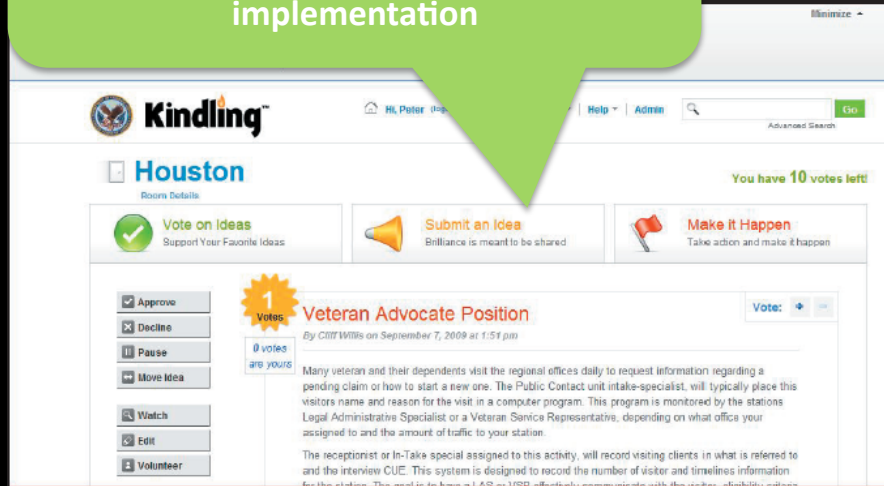 implementation
Minimize
Kindling™
Hi, Peter
Help
Admin
Go
Advanced Search
Houston
Room Details
You have 10 votes left!
Vote on Ideas
Support Your Favorite Ideas
Submit an Idea
Brilliance is meant to be shared
Make it Happen
Take action and make it happen
Approve
Decline
Pause
Move Idea
Watch
Edit
Volunteer
1
Votes
0 votes
are yours
Veteran Advocate Position
Vote:
By Cliff Willis on September 7, 2009 at 1:51 pm
Many veteran and their dependents visit the regional offices daily to request information regarding a
pending claim or how to start a new one. The Public Contact unit intake-specialist, will typically place this
visitors name and reason for the visit in a computer program. This program is monitored by the stations
Legal Administrative Specialist or a Veteran Service Representative, depending on what office your
assigned to and the amount of traffic to your station.
The receptionist or In-Take special assigned to this activity, will record visiting clients in what is referred to
and the interview CUE. This system is designed to record the number of visitor and timelines information